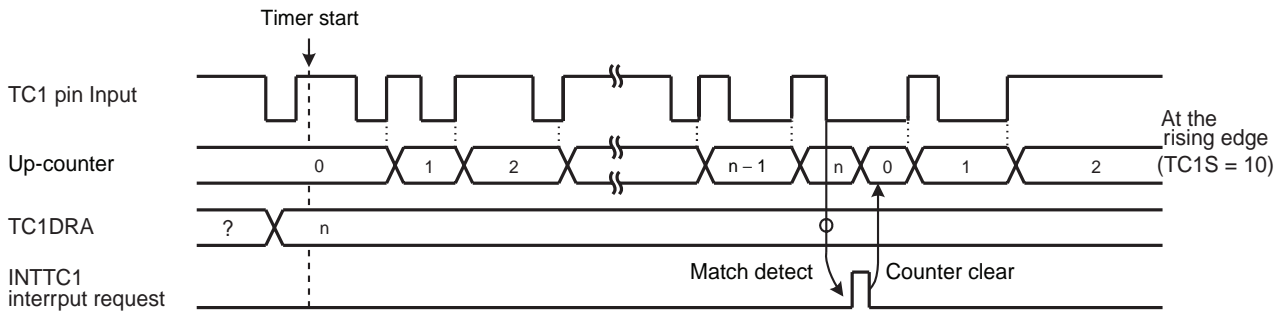 Timer start
TC1 pin Input
At the
rising edge
(TC1S = 10)
Up-counter
0
1
2
n – 1
n
0
1
2
TC1DRA
?
n
Match detect
Counter clear
INTTC1
interrput request